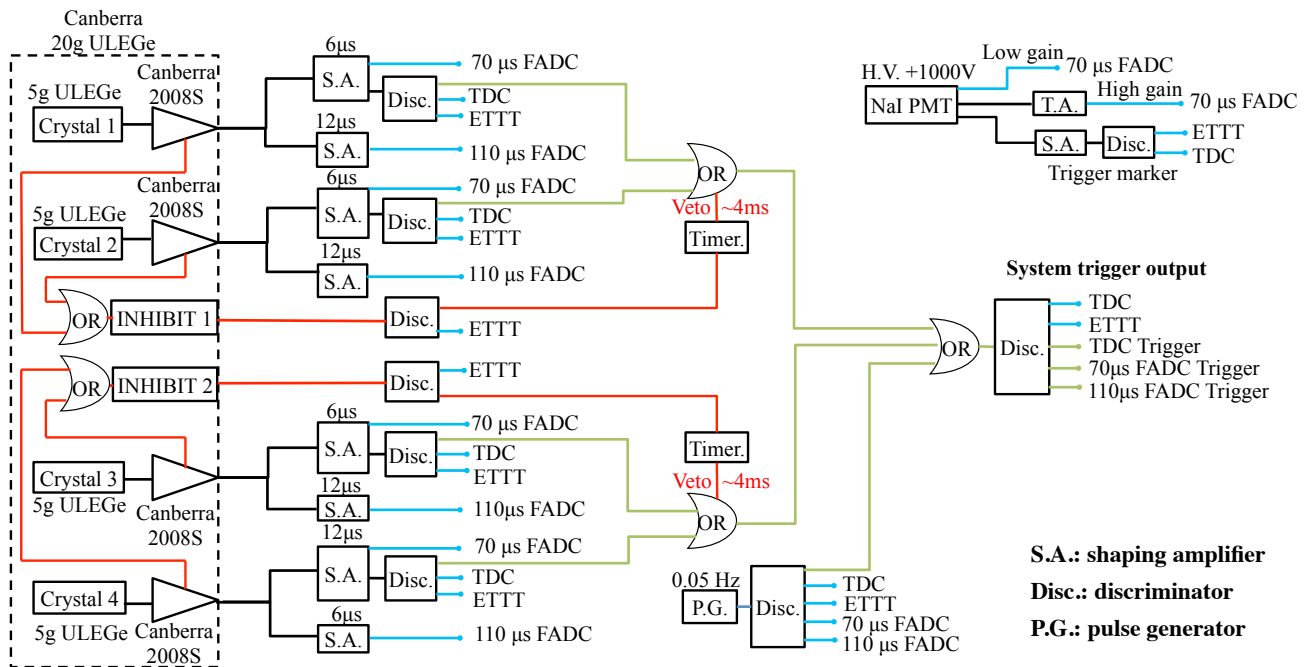 Canberra
20g ULEGe
5g ULEGe
Crystal 1
Canberra
2008S
6μs
S.A.
70 μs FADC
Disc.
TDC
ETTT
12μs
S.A.
110 μs FADC
5g ULEGe
Crystal 2
Canberra
2008S
6μs
S.A.
70 μs FADC
Disc.
TDC
ETTT
12μs
S.A.
110 μs FADC
OR
INHIBIT 1
Disc.
ETTT
OR
INHIBIT 2
Disc.
ETTT
Crystal 3
5g ULEGe
Canberra
2008S
6μs
S.A.
70 μs FADC
Disc.
TDC
ETTT
12μs
S.A.
110μs FADC
Crystal 4
5g ULEGe
Canberra
2008S
12μs
S.A.
70 μs FADC
Disc.
TDC
ETTT
6μs
S.A.
110 μs FADC
OR
Veto ~4ms
Timer.
Timer.
Veto ~4ms
OR
0.05 Hz
P.G.
Disc.
TDC
ETTT
70 μs FADC
110 μs FADC
H.V. +1000V
NaI PMT
Low gain
70 μs FADC
T.A.
High gain
70 μs FADC
S.A.
Disc.
ETTT
TDC
Trigger marker
System trigger output
OR
Disc.
TDC
ETTT
TDC Trigger
70μs FADC Trigger
110μs FADC Trigger
S.A.: shaping amplifier
Disc.: discriminator
P.G.: pulse generator